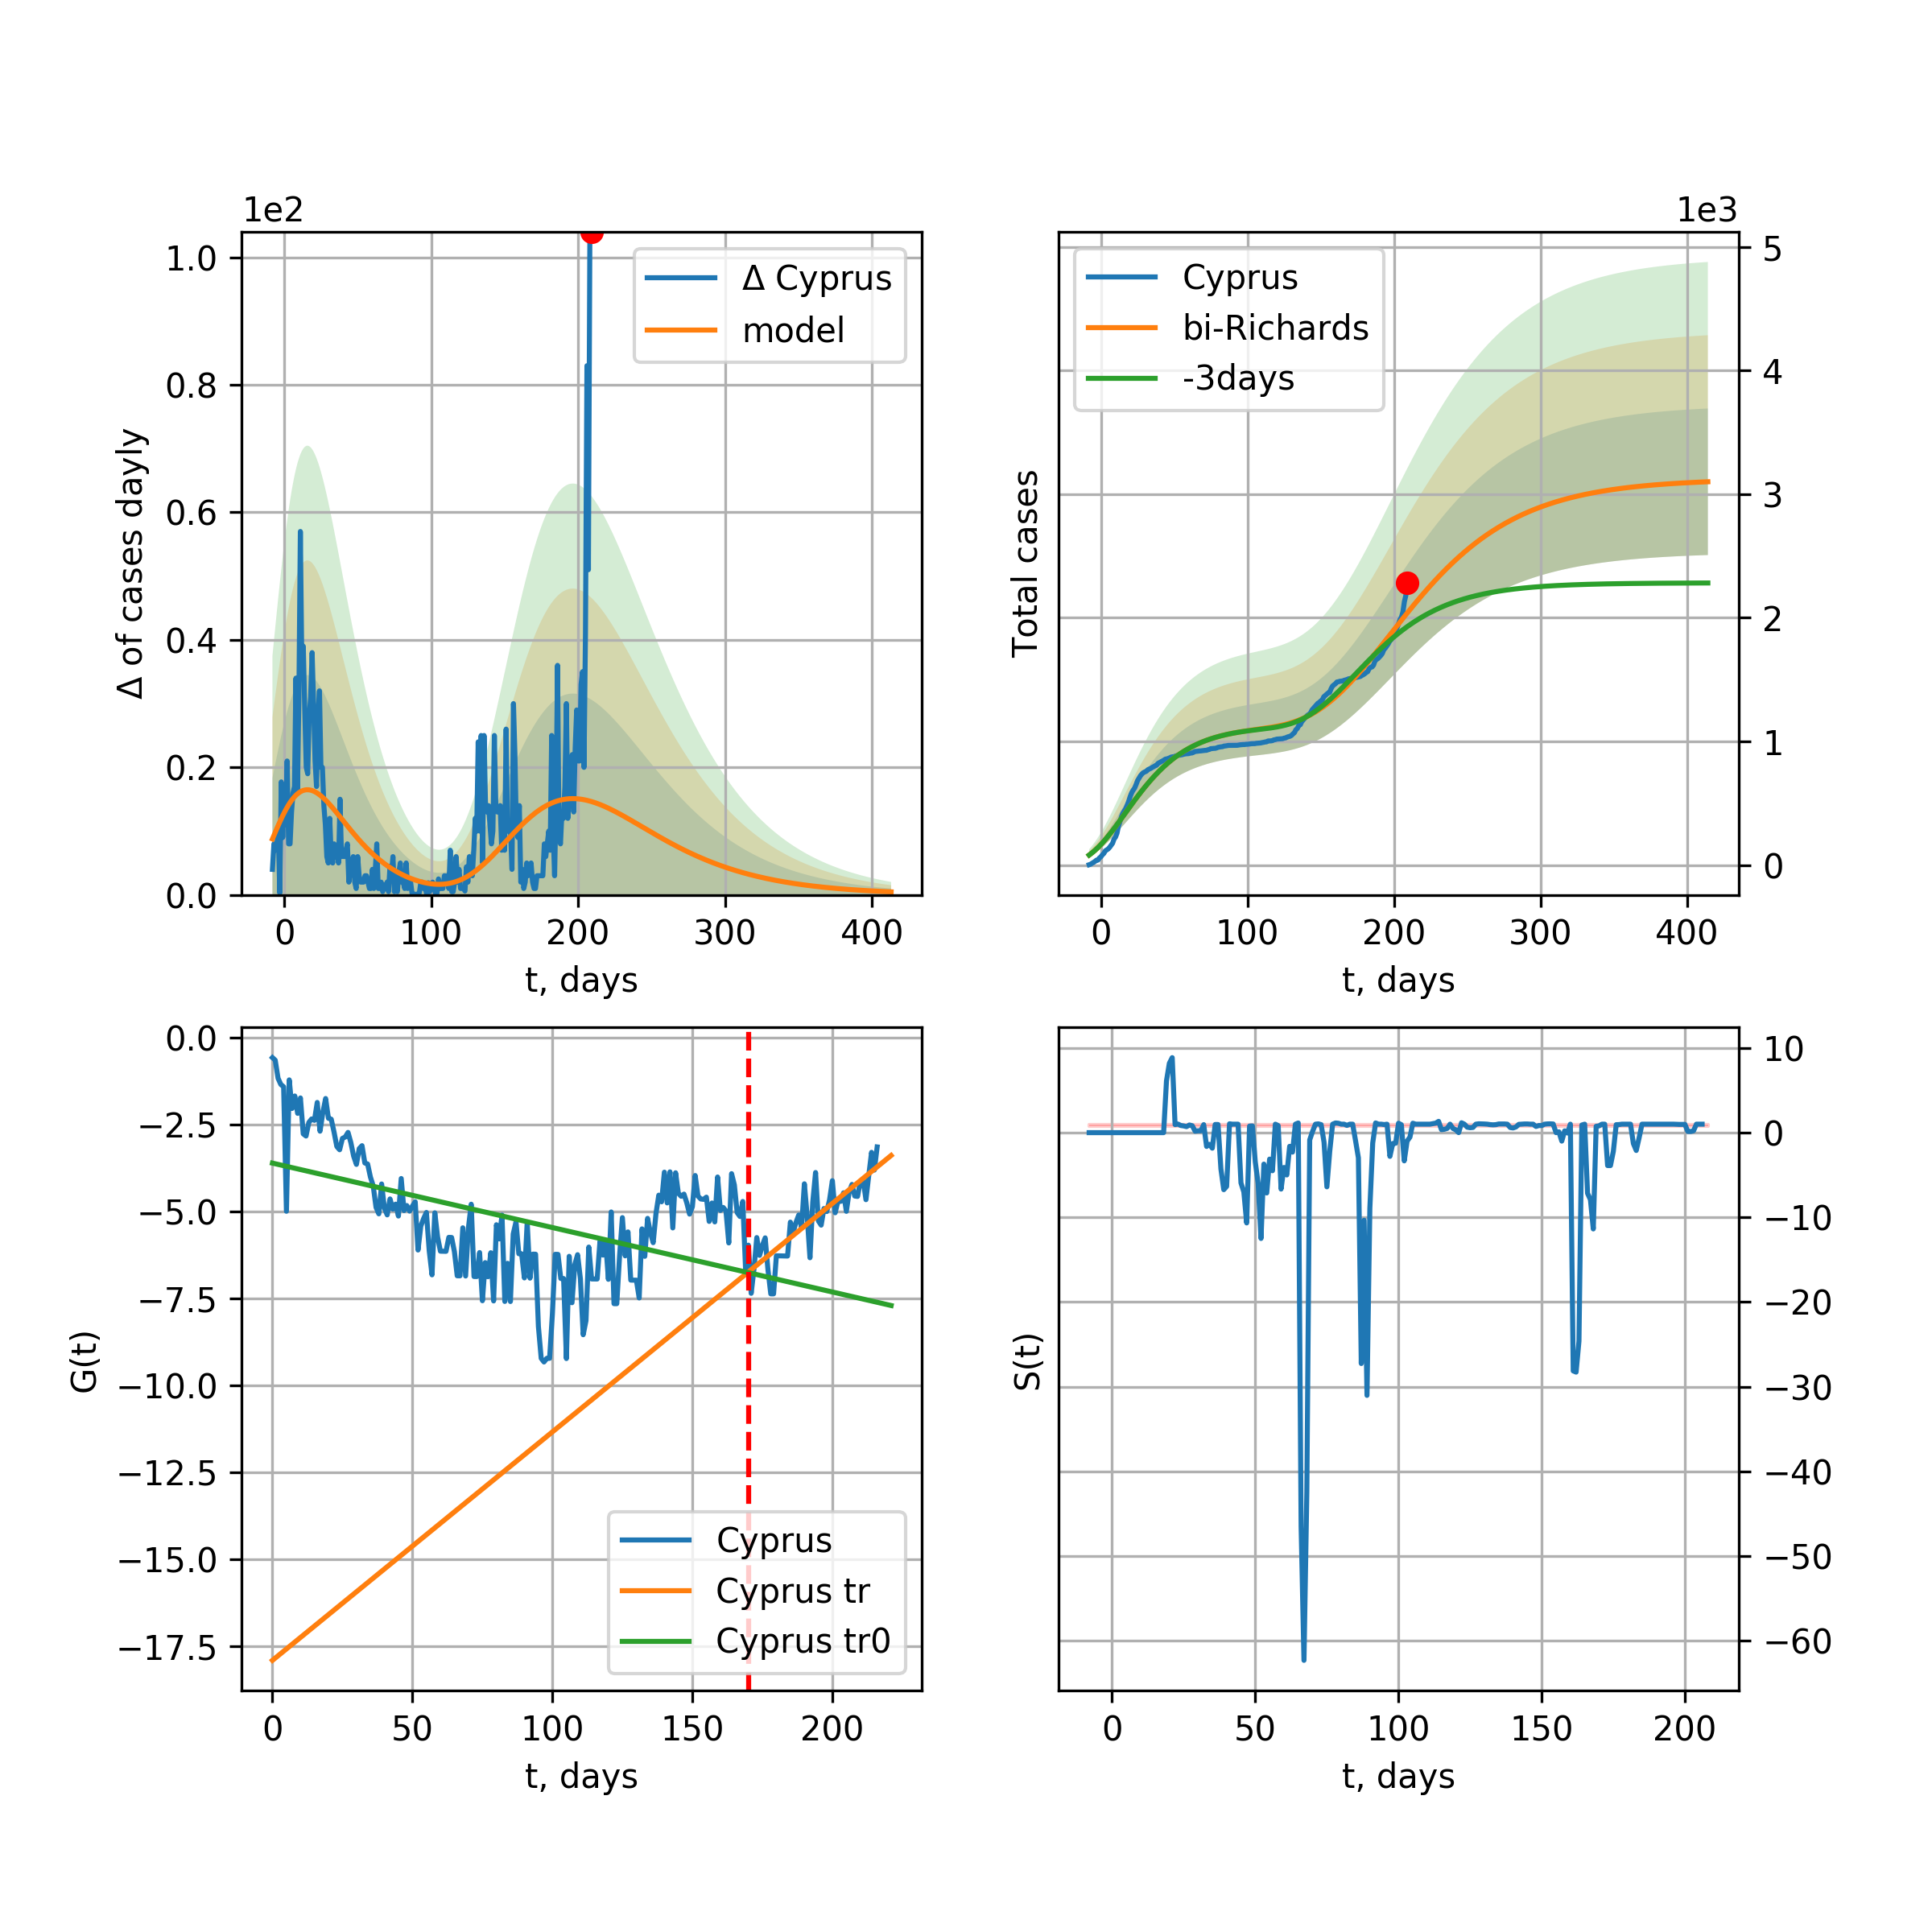 1e2
1.0
0.8
0.6
0.4
0.2
0.0
Δ of cases dayly
0 100 200 300 400
t, days
Δ Cyprus
model
1e3
5
4
3
2
1
0
Total cases
0 100 200 300 400
t, days
Cyprus
bi-Richards
-3days
0.0
−2.5
−5.0
−7.5
−10.0
−12.5
−15.0
−17.5
G(t)
0 50 100 150 200
t, days
Cyprus
Cyprus tr
Cyprus tr0
10
0
−10
−20
−30
−40
−50
−60
S(t)
0 50 100 150 200
t, days